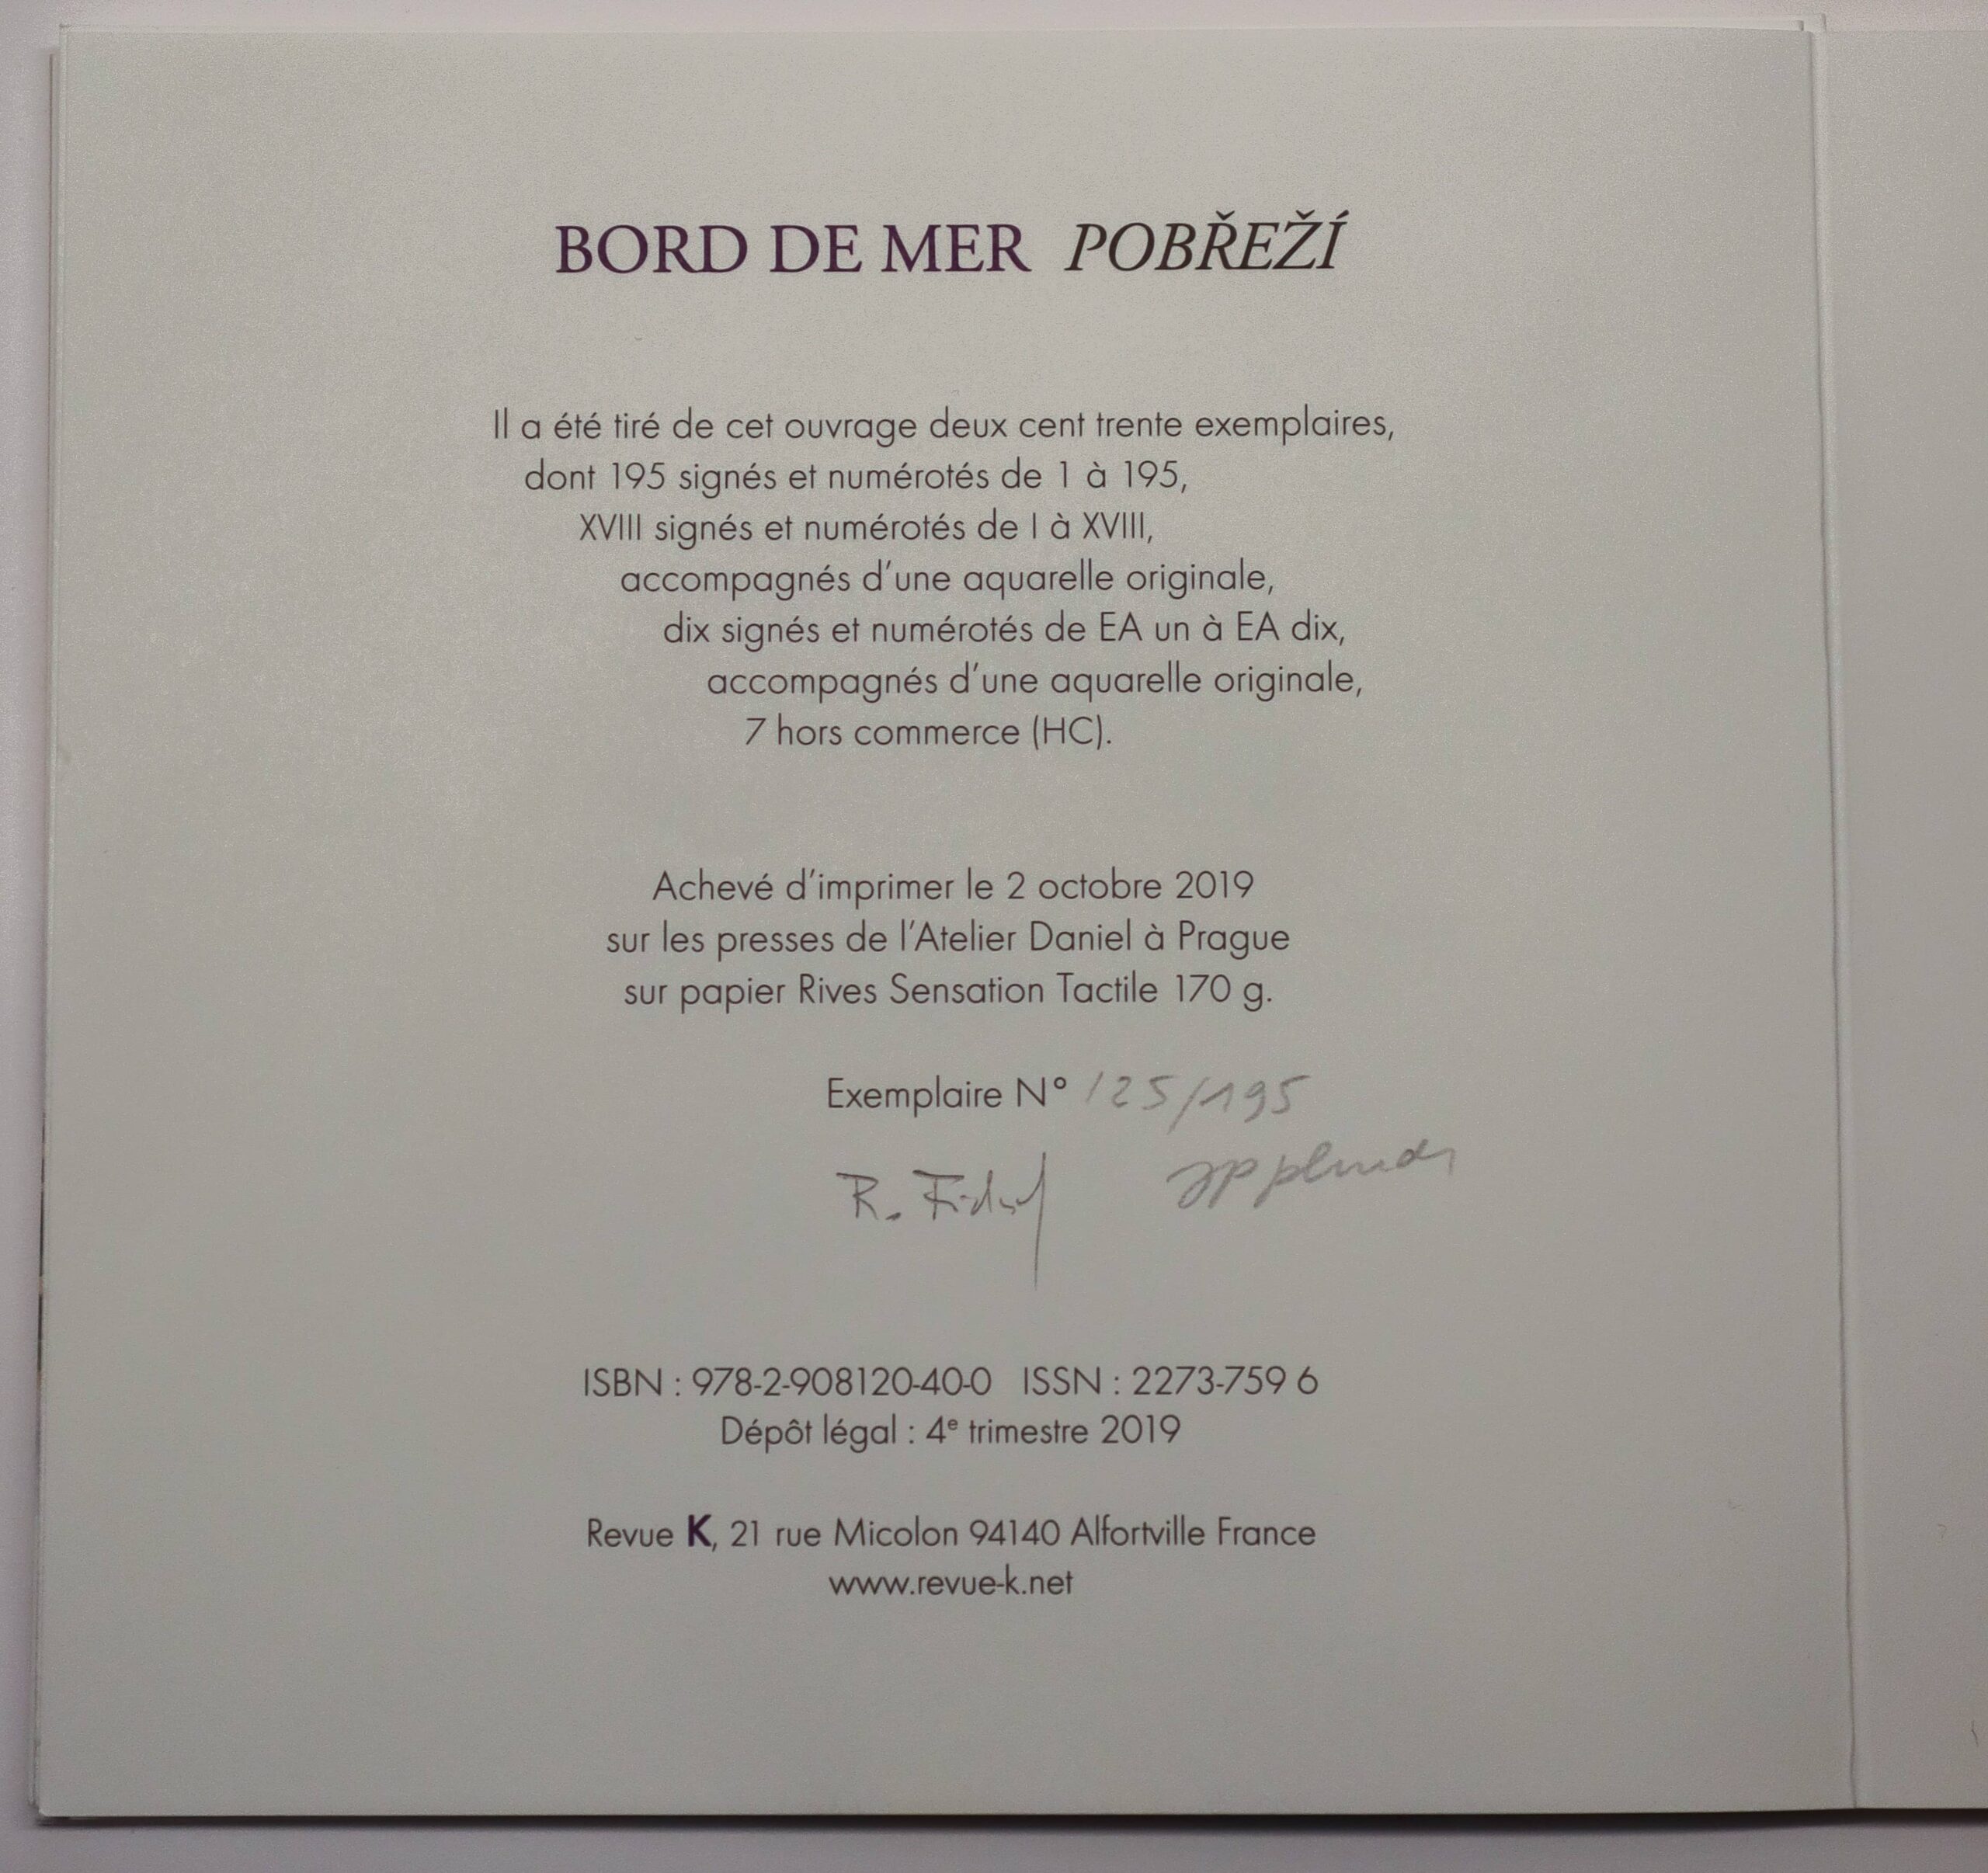 BORD DE MER POBŘEŽÍ
Il a été tiré de cet ouvrage deux cent trente exemplaires,
dont 195 signés et numérotés de 1 à 195,
XVIII signés et numérotés de I à XVIII,
accompagnés d'une aquarelle originale,
dix signés et numérotés de EA un à EA dix,
accompagnés d'une aquarelle originale,
7 hors commerce (HC).
Achevé d'imprimer le 2 octobre 2019
sur les presses de l'Atelier Daniel à Prague
sur papier Rives Sensation Tactile 170 g.
Exemplaire N° 125/195
R.
ISBN : 978-2-908120-40-0 ISSN : 2273-759 6
Dépôt légal : 4e trimestre 2019
Revue K, 21 rue Micolon 94140 Alfortville France
www.revue-k.net